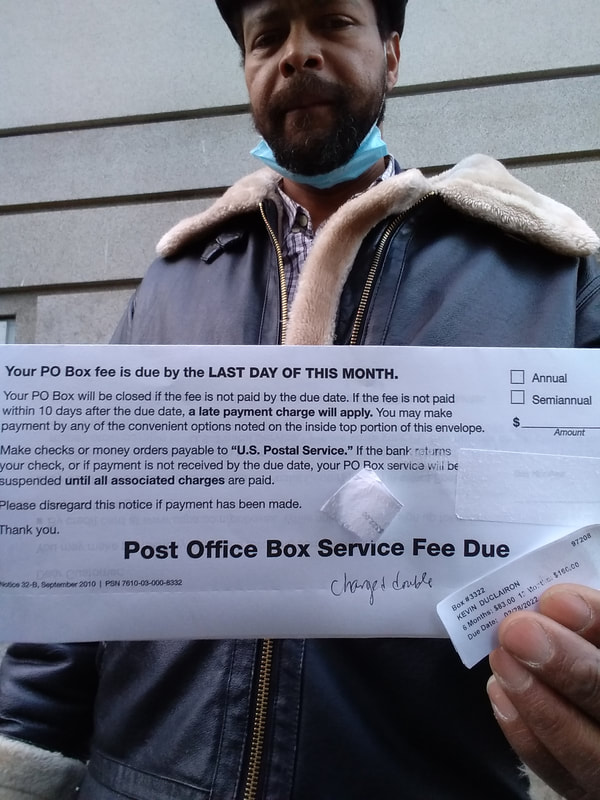 Your PO Box fee is due by the LAST DAY OF THIS MONTH.
Your PO Box will be closed if the fee is not paid by the due date. If the fee is not paid
within 10 days after the due date, a late payment charge will apply. You may make
payment by any of the convenient options noted on the inside top portion of this envelope.
Make checks or money orders payable to "U.S. Postal Service." If the bank returns
your check, or if payment is not received by the due date, your PO Box service will be
suspended until all associated charges are paid.
Please disregard this notice if payment has been made.
Thank you.
Annual
Semiannual
$
Amount
Post Office Box Service Fee Due
Notice 32-B, September 2010 | PSN 7610-03-000-8332
Charged double
97208
Box #3322
KEVIN DUCLAIRON
6 Months: $83.00 12 Months: $160.00
Due Date: 02/28/2022